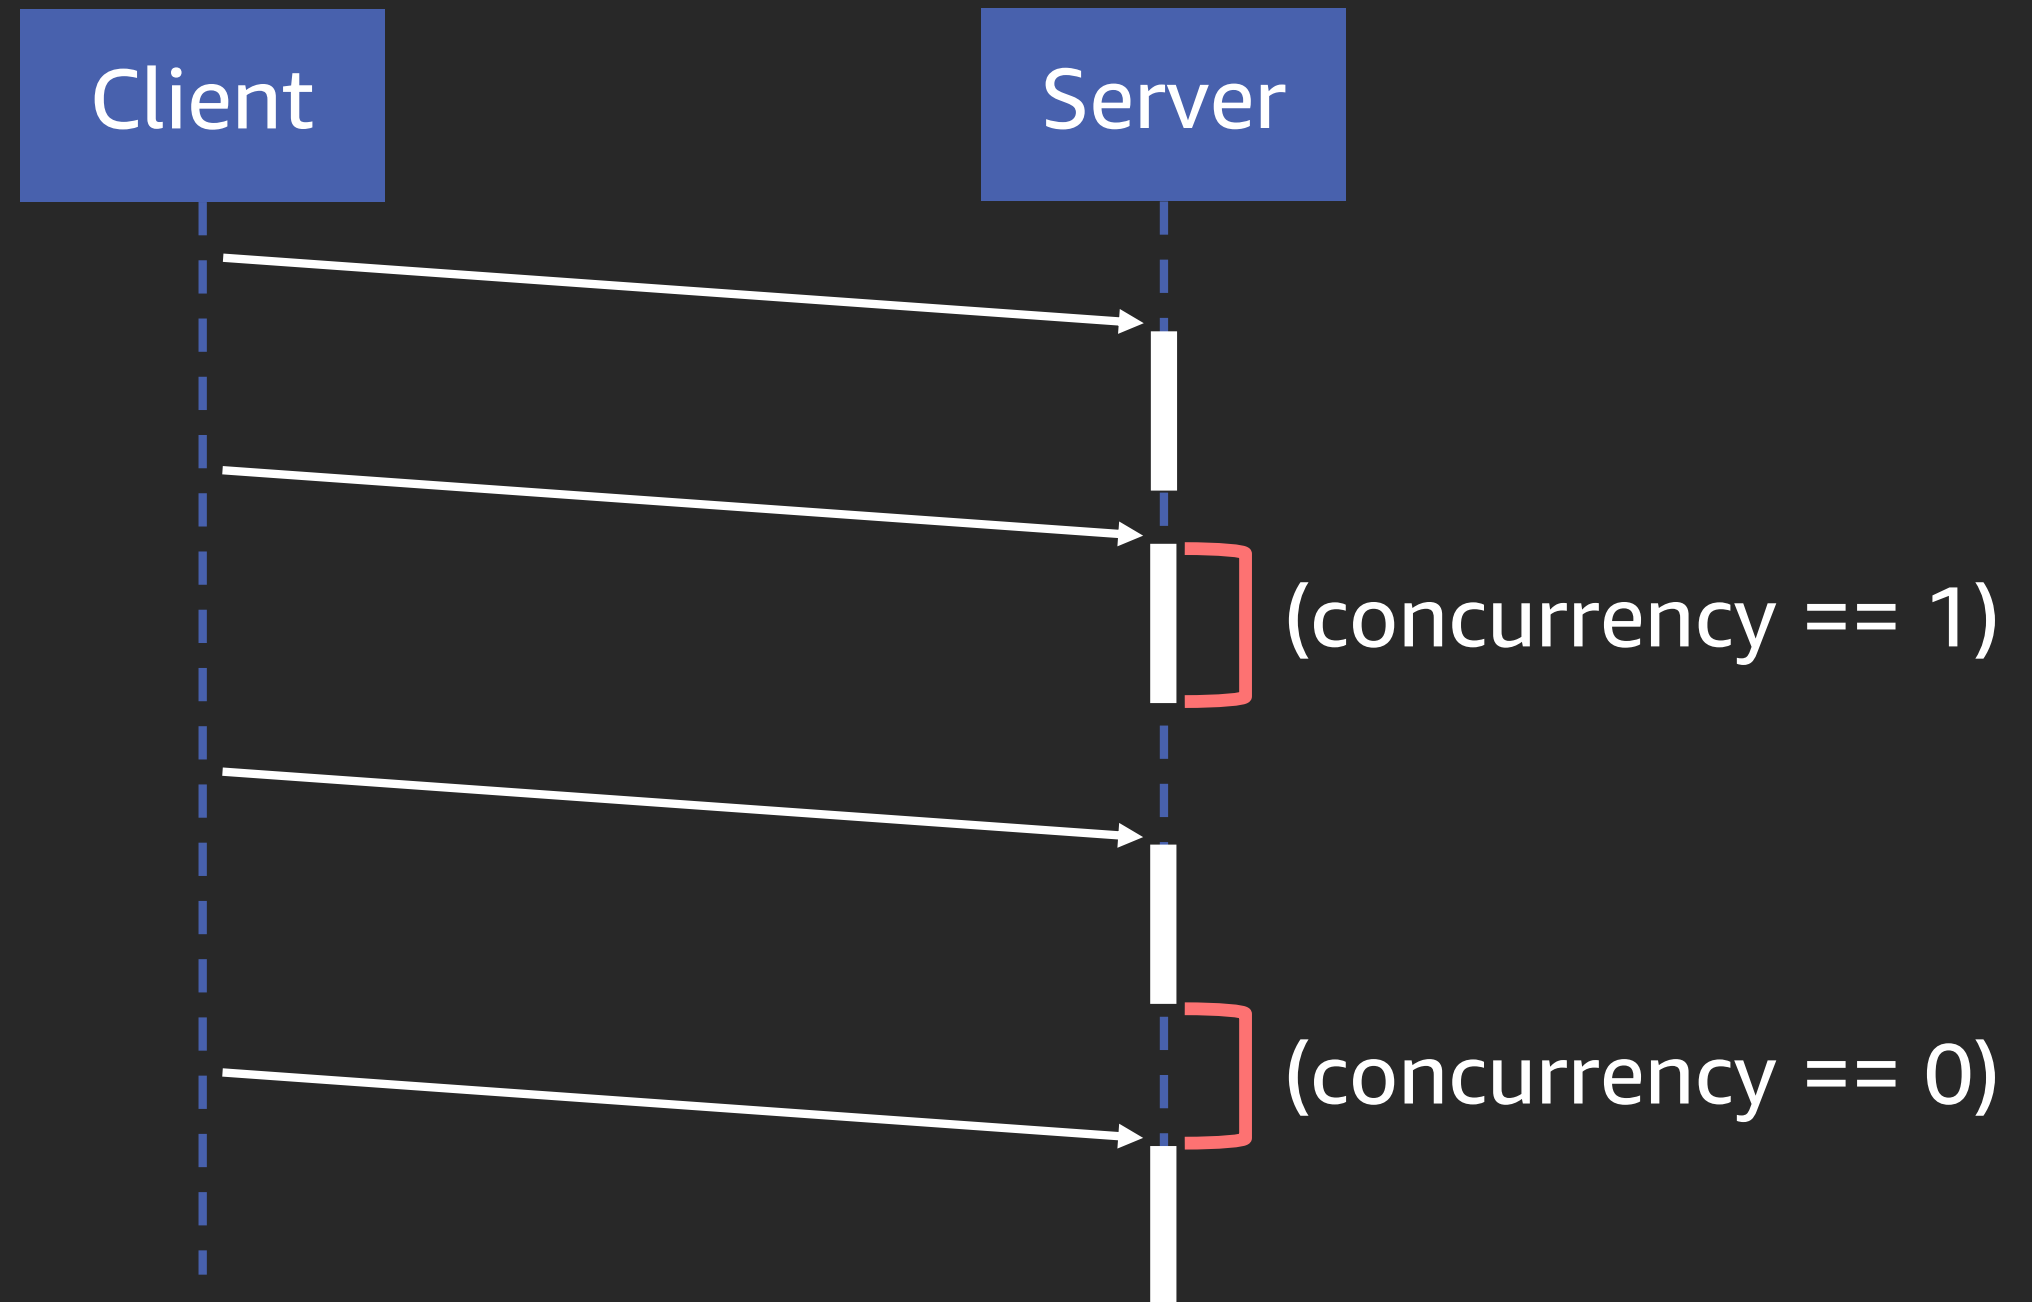 Client
Server
(concurrency == 1)
(concurrency == 0)